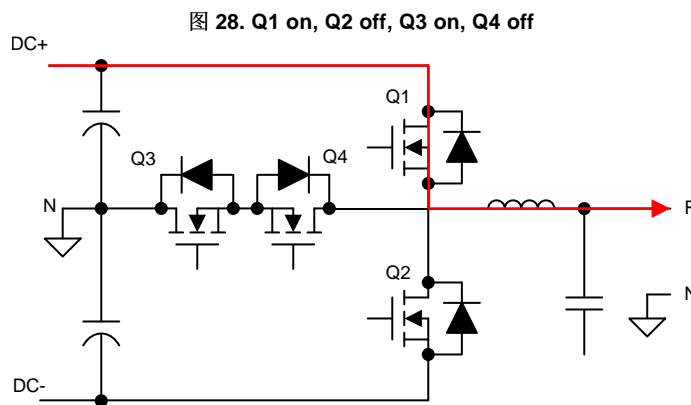 图 28. Q1 on, Q2 off, Q3 on, Q4 off
DC+
Q1
Q3
Q4
N
Q2
N
DC-